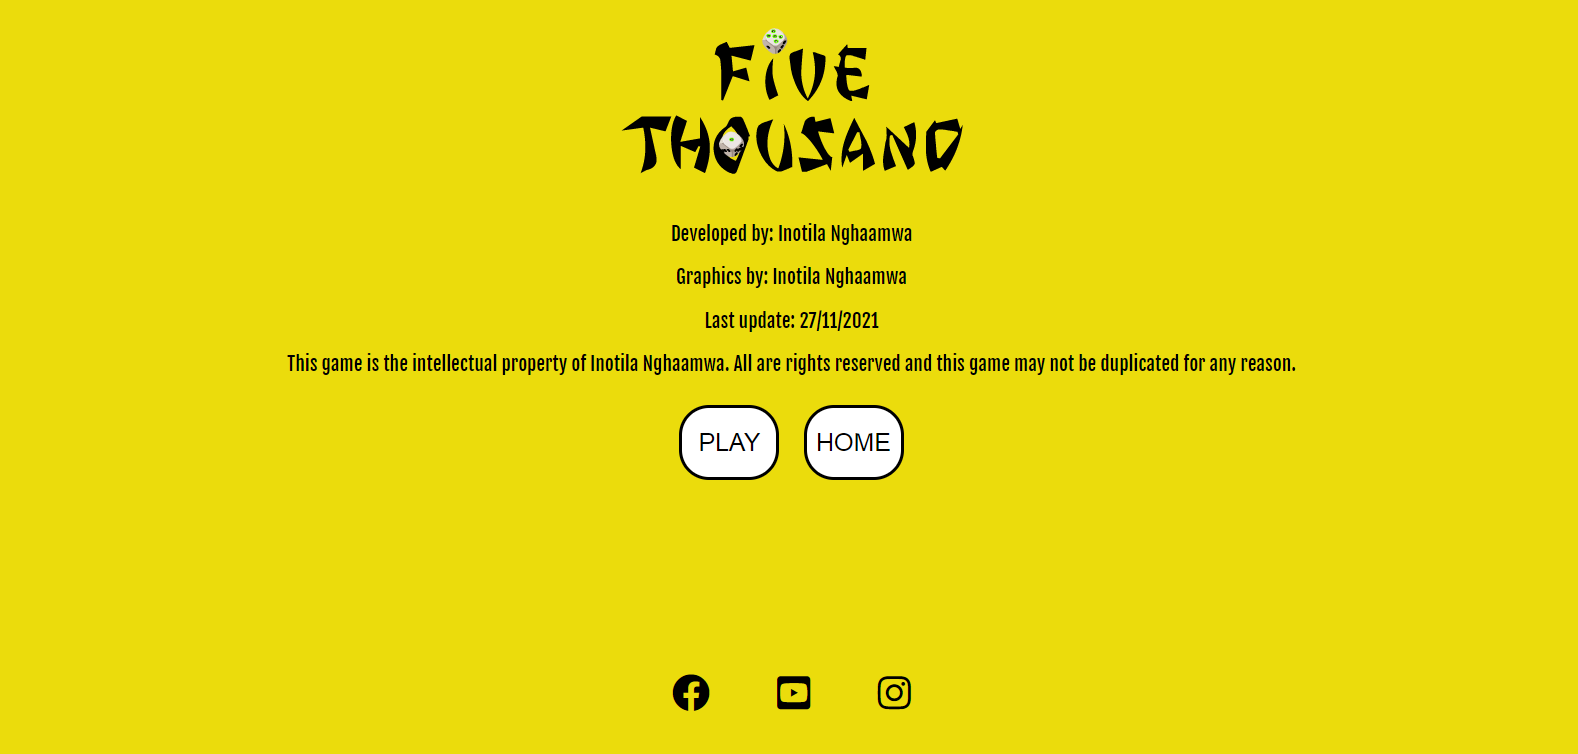 FiVE
THOUSAND
Developed by: Inotila Nghaamwa
Graphics by: Inotila Nghaamwa
Last update: 27/11/2021
This game is the intellectual property of Inotila Nghaamwa. All are rights reserved and this game may not be duplicated for any reason.
PLAY HOME